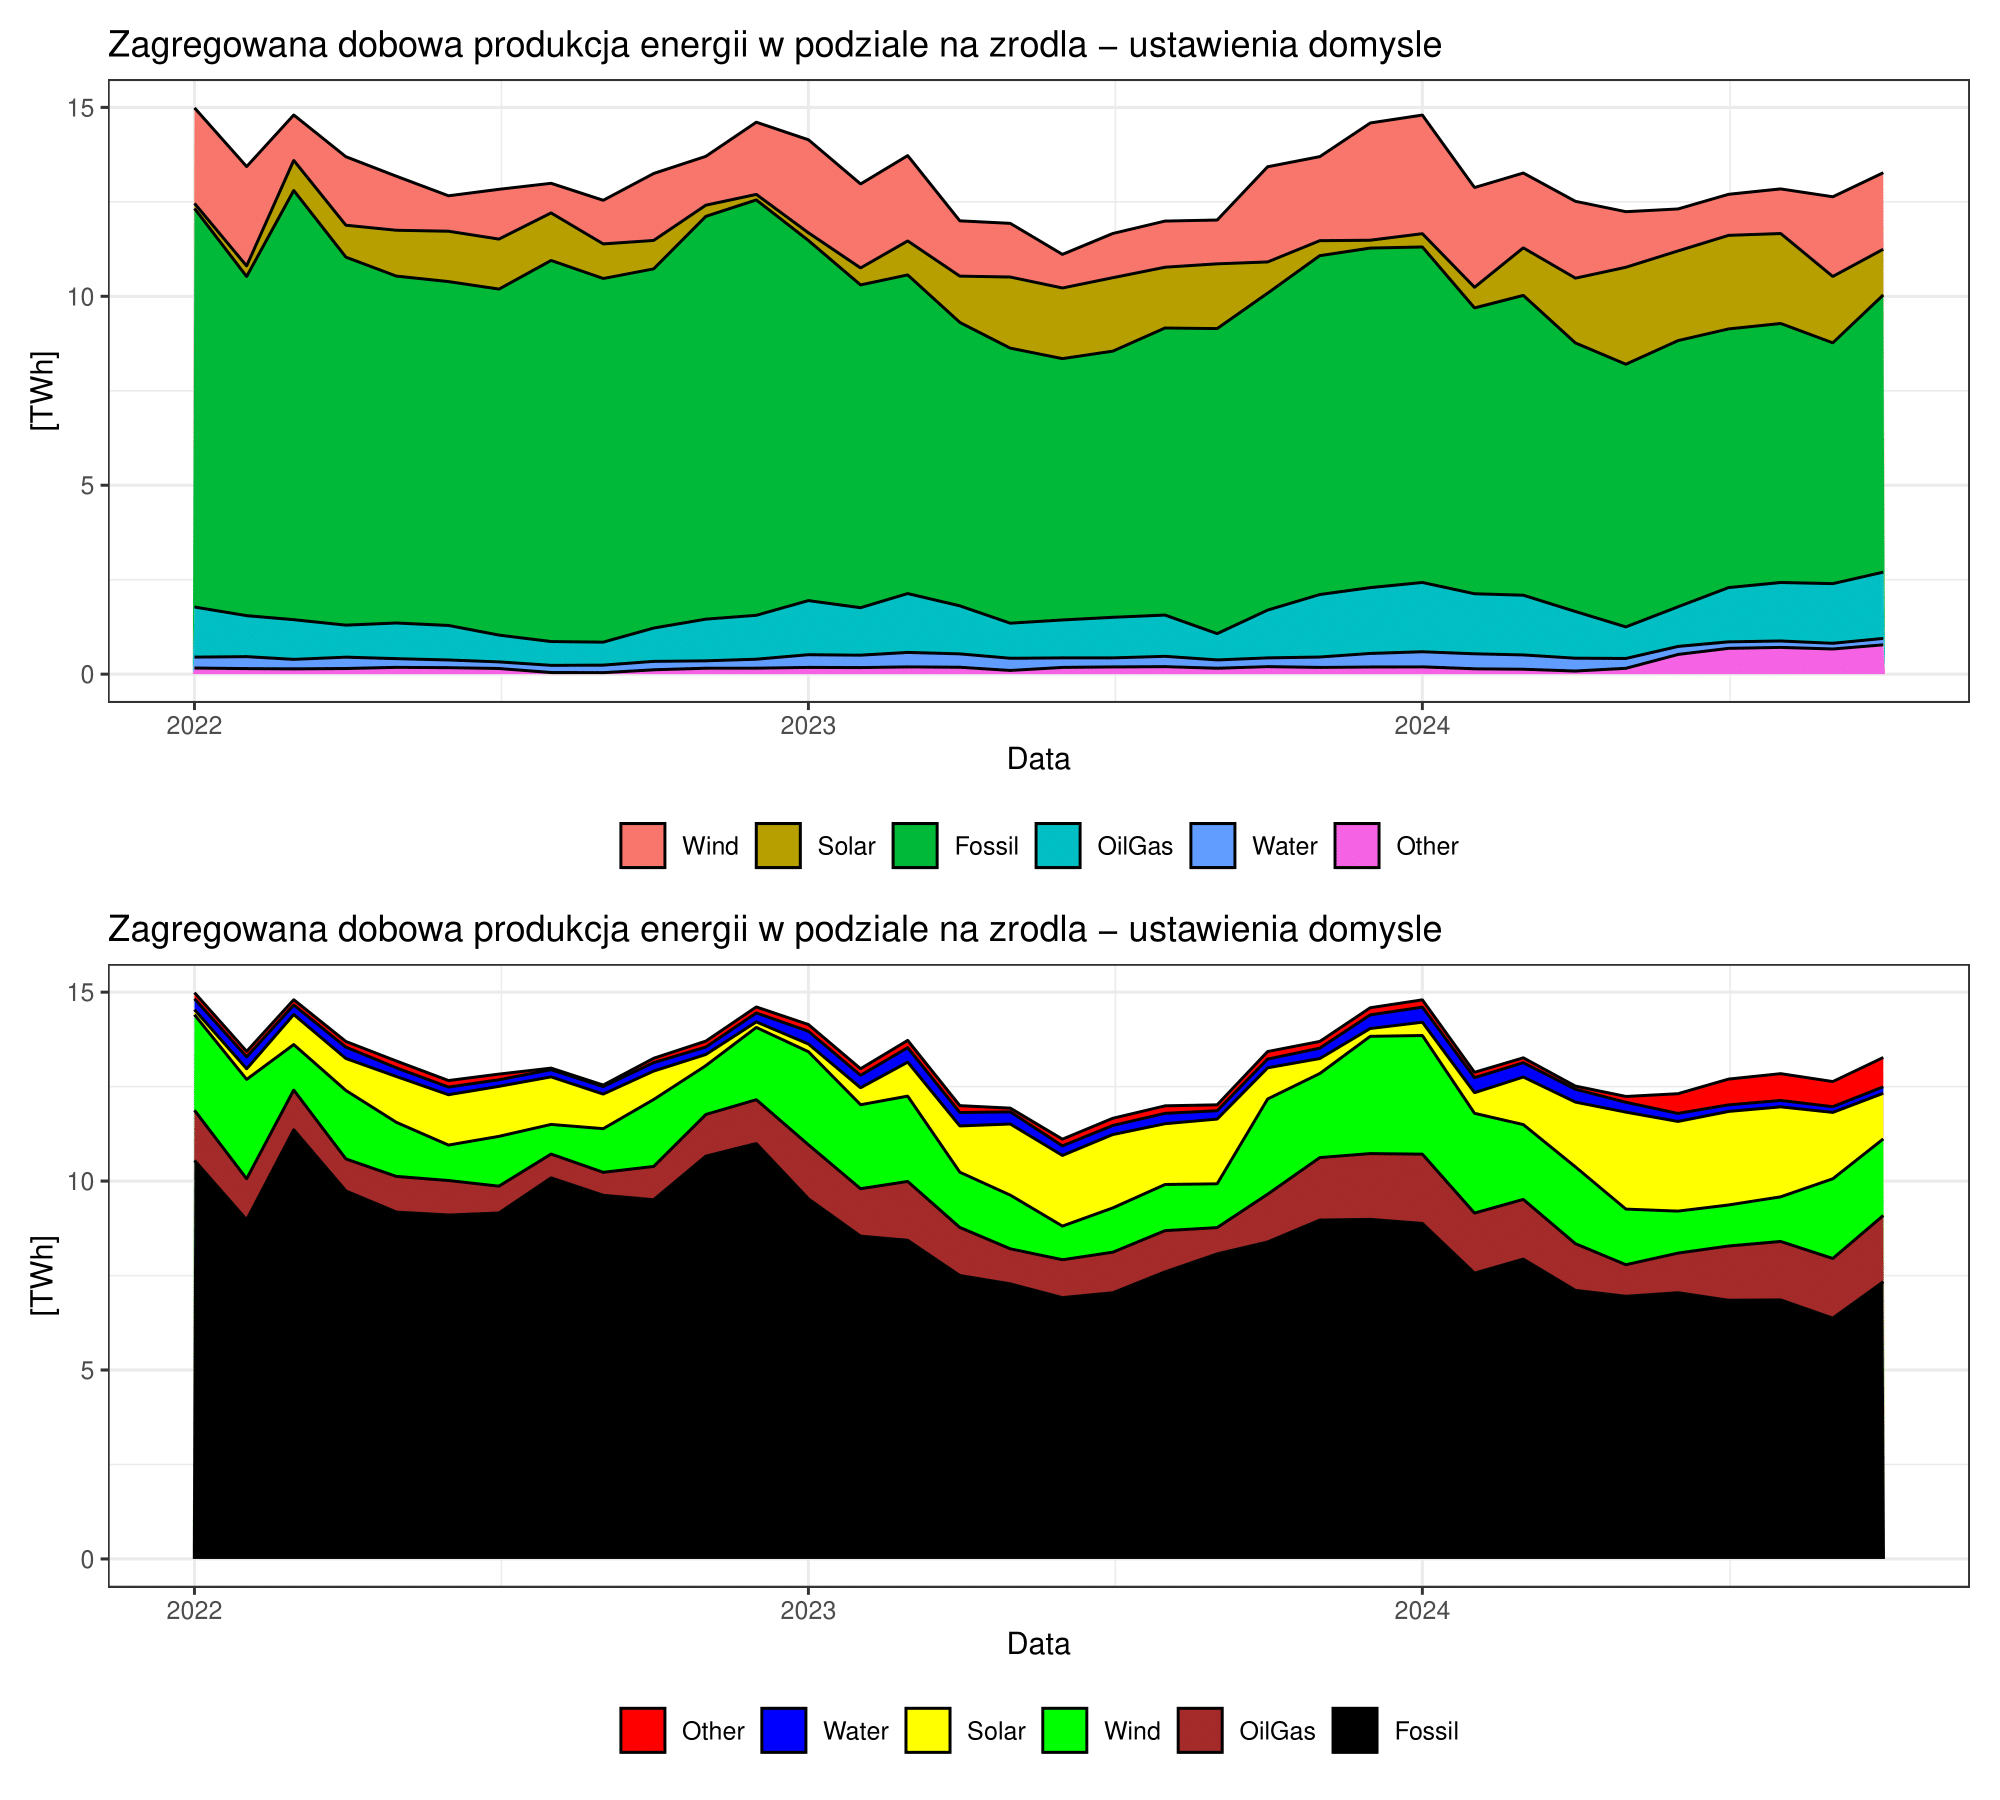 Zagregowana dobowa produkcja energii w podziale na zrodla – ustawienia domysle
15
10
5
0
[TWh]
2022 2023 2024
Data
Wind Solar Fossil OilGas Water Other
Zagregowana dobowa produkcja energii w podziale na zrodla – ustawienia domysle
15
10
5
0
[TWh]
2022 2023 2024
Data
Other Water Solar Wind OilGas Fossil